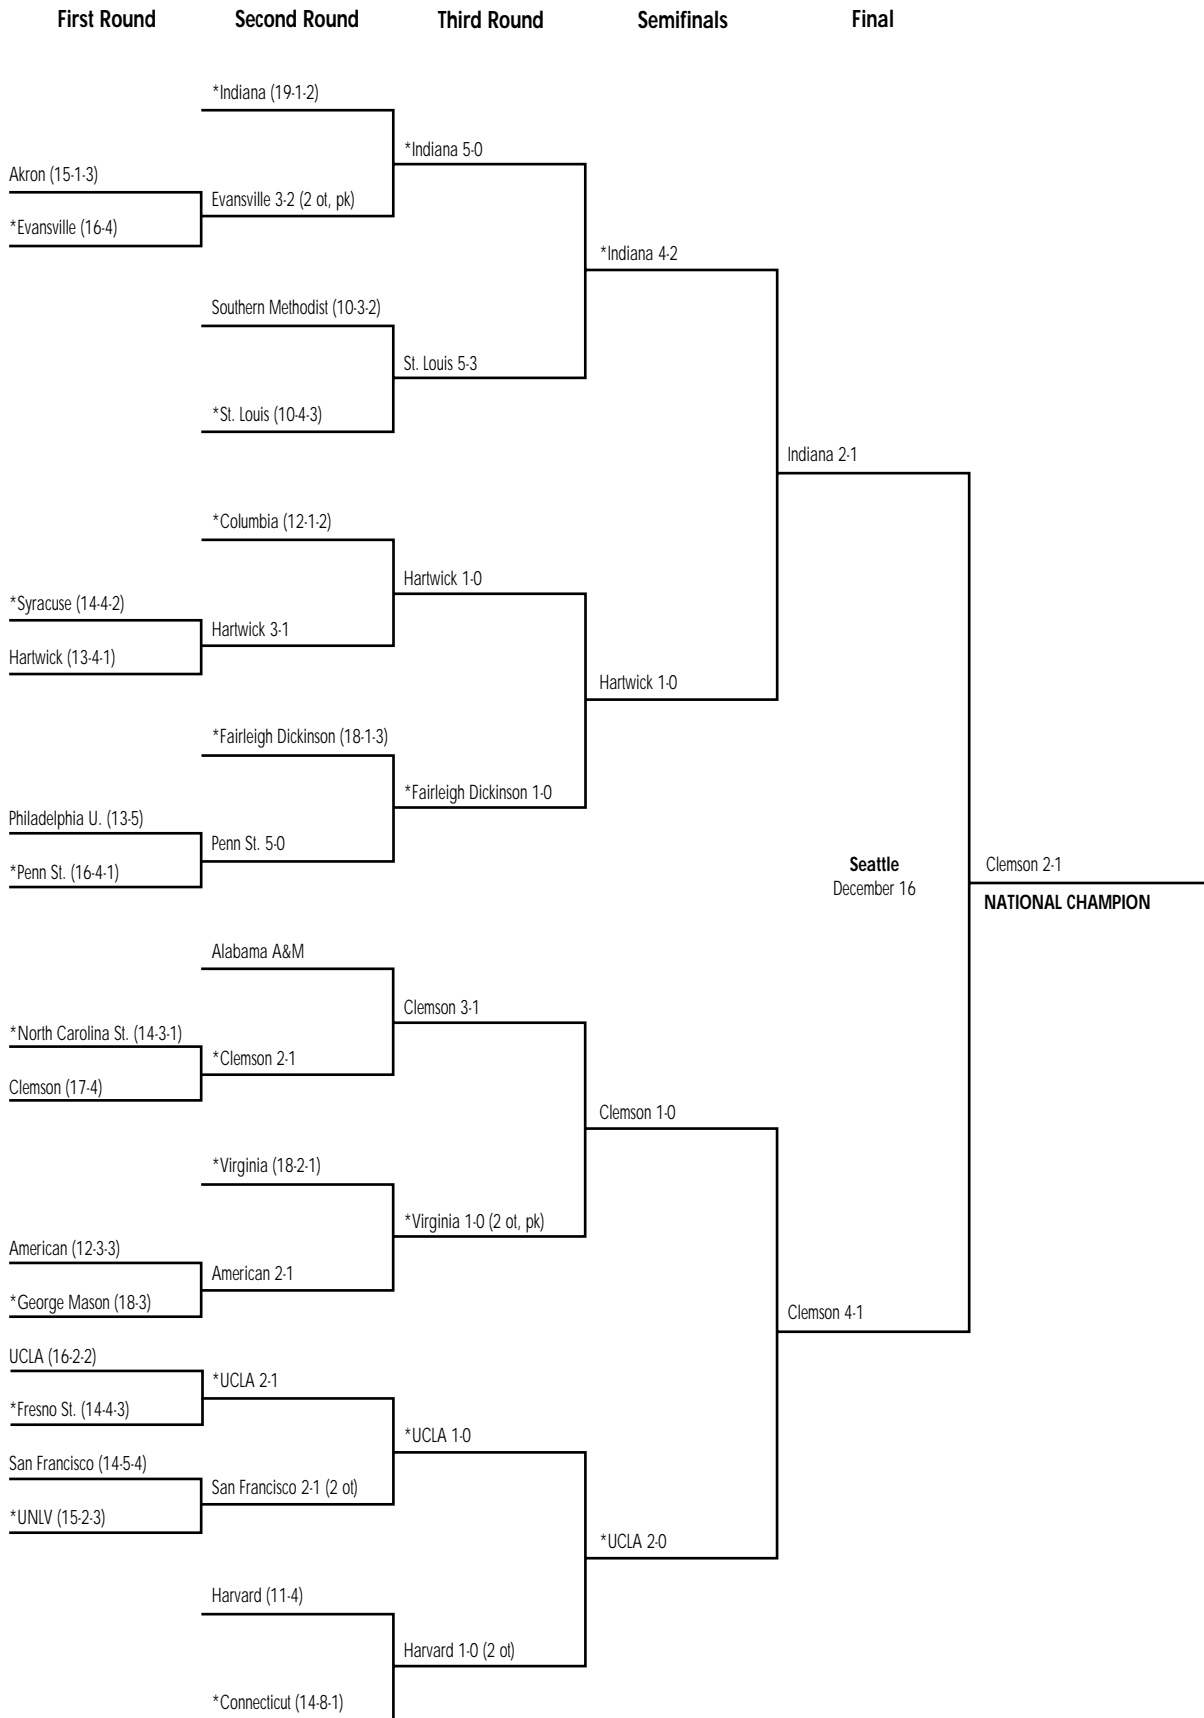 First Round
Second Round
Third Round
Semifinals
Final
*Indiana (19-1-2)
*Indiana 5-0
Akron (15-1-3)
Evansville 3-2 (2 ot, pk)
*Evansville (16-4)
*Indiana 4-2
Southern Methodist (10-3-2)
St. Louis 5-3
*St. Louis (10-4-3)
Indiana 2-1
*Columbia (12-1-2)
Hartwick 1-0
*Syracuse (14-4-2)
Hartwick 3-1
Hartwick (13-4-1)
Hartwick 1-0
*Fairleigh Dickinson (18-1-3)
*Fairleigh Dickinson 1-0
Philadelphia U. (13-5)
Penn St. 5-0
*Penn St. (16-4-1)
Seattle
December 16
Clemson 2-1
NATIONAL CHAMPION
Alabama A&M
Clemson 3-1
*North Carolina St. (14-3-1)
*Clemson 2-1
Clemson (17-4)
Clemson 1-0
*Virginia (18-2-1)
*Virginia 1-0 (2 ot, pk)
American (12-3-3)
American 2-1
*George Mason (18-3)
Clemson 4-1
UCLA (16-2-2)
*UCLA 2-1
*Fresno St. (14-4-3)
*UCLA 1-0
San Francisco (14-5-4)
San Francisco 2-1 (2 ot)
*UNLV (15-2-3)
*UCLA 2-0
Harvard (11-4)
Harvard 1-0 (2 ot)
*Connecticut (14-8-1)